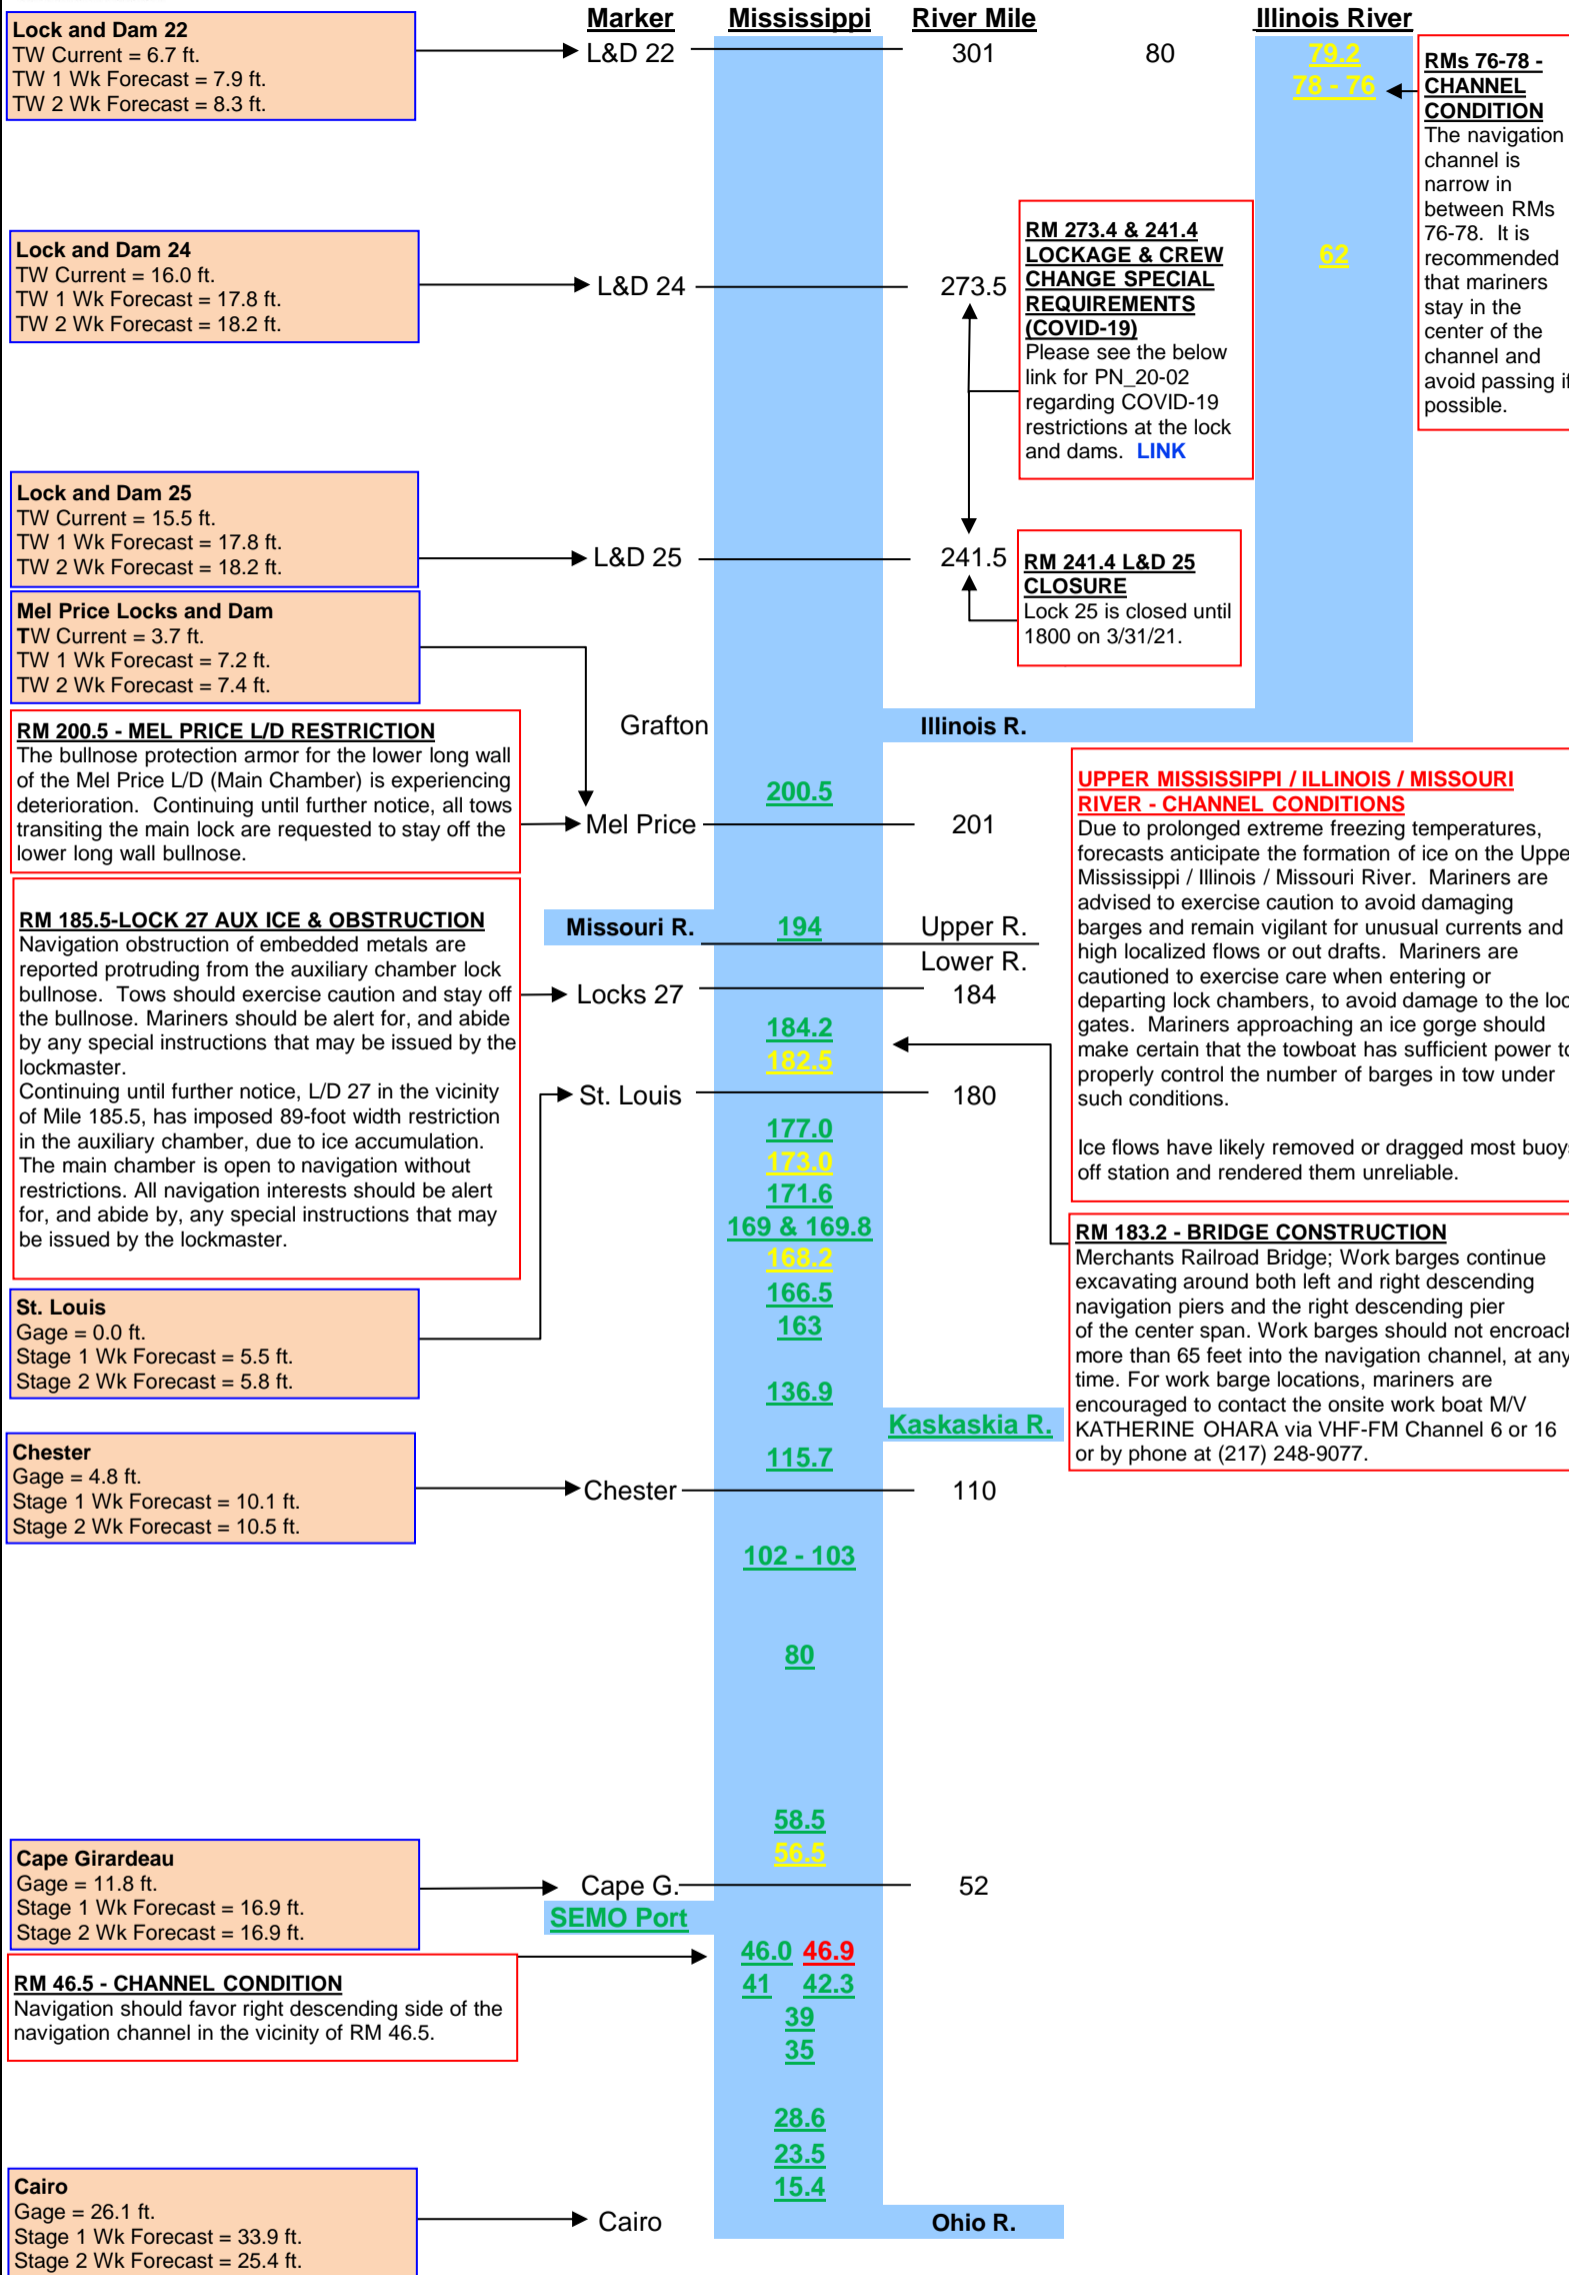 Marker Mississippi River Mile Illinois River
Lock and Dam 22
TW Current = 6.7 ft.
TW 1 Wk Forecast = 7.9 ft.
TW 2 Wk Forecast = 8.3 ft.
L&D 22 301 80 79.2
78 - 76
RMs 76-78 -
CHANNEL
CONDITION
The navigation
channel is
narrow in
between RMs
76-78. It is
recommended
that mariners
stay in the
center of the
channel and
avoid passing if
possible.
62
Lock and Dam 24
TW Current = 16.0 ft.
TW 1 Wk Forecast = 17.8 ft.
TW 2 Wk Forecast = 18.2 ft.
L&D 24 273.5
RM 273.4 & 241.4
LOCKAGE & CREW
CHANGE SPECIAL
REQUIREMENTS
(COVID-19)
Please see the below
link for PN_20-02
regarding COVID-19
restrictions at the lock
and dams. LINK
Lock and Dam 25
TW Current = 15.5 ft.
TW 1 Wk Forecast = 17.8 ft.
TW 2 Wk Forecast = 18.2 ft.
L&D 25 241.5
RM 241.4 L&D 25
CLOSURE
Lock 25 is closed until
1800 on 3/31/21.
Mel Price Locks and Dam
TW Current = 3.7 ft.
TW 1 Wk Forecast = 7.2 ft.
TW 2 Wk Forecast = 7.4 ft.
Grafton Illinois R.
RM 200.5 - MEL PRICE L/D RESTRICTION
The bullnose protection armor for the lower long wall
of the Mel Price L/D (Main Chamber) is experiencing
deterioration. Continuing until further notice, all tows
transiting the main lock are requested to stay off the
lower long wall bullnose.
200.5
Mel Price 201
UPPER MISSISSIPPI / ILLINOIS / MISSOURI
RIVER - CHANNEL CONDITIONS
Due to prolonged extreme freezing temperatures,
forecasts anticipate the formation of ice on the
Mississippi / Illinois / Missouri River. Mariners are
advised to exercise caution to avoid damaging
barges and remain vigilant for unusual currents and
high localized flows or out drafts. Mariners are
cautioned to exercise care when entering or
departing lock chambers, to avoid damage to the
gates. Mariners approaching an ice gorge should
make certain that the towboat has sufficient power
properly control the number of barges in tow under
such conditions.
Ice flows have likely removed or dragged most
off station and rendered them unreliable.
RM 185.5-LOCK 27 AUX ICE & OBSTRUCTION
Navigation obstruction of embedded metals are
reported protruding from the auxiliary chamber lock
bullnose. Tows should exercise caution and stay off
the bullnose. Mariners should be alert for, and abide
by any special instructions that may be issued by the
lockmaster.
Continuing until further notice, L/D 27 in the vicinity
of Mile 185.5, has imposed 89-foot width restriction
in the auxiliary chamber, due to ice accumulation.
The main chamber is open to navigation without
restrictions. All navigation interests should be alert
for, and abide by, any special instructions that may
be issued by the lockmaster.
Missouri R. 194 Upper R.
Lower R.
Locks 27 184
184.2
182.5
St. Louis 180
177.0
173.0
171.6
169 & 169.8
168.2
166.5
163
RM 183.2 - BRIDGE CONSTRUCTION
Merchants Railroad Bridge; Work barges continue
excavating around both left and right descending
navigation piers and the right descending pier
of the center span. Work barges should not
more than 65 feet into the navigation channel, at any
time. For work barge locations, mariners are
encouraged to contact the onsite work boat M/V
KATHERINE OHARA via VHF-FM Channel 6 or 16
or by phone at (217) 248-9077.
St. Louis
Gage = 0.0 ft.
Stage 1 Wk Forecast = 5.5 ft.
Stage 2 Wk Forecast = 5.8 ft.
136.9
Kaskaskia R.
115.7
Chester
Gage = 4.8 ft.
Stage 1 Wk Forecast = 10.1 ft.
Stage 2 Wk Forecast = 10.5 ft.
Chester 110
102 - 103
80
58.5
56.5
Cape Girardeau
Gage = 11.8 ft.
Stage 1 Wk Forecast = 16.9 ft.
Stage 2 Wk Forecast = 16.9 ft.
Cape G. 52
SEMO Port
46.0 46.9
41 42.3
39
35
RM 46.5 - CHANNEL CONDITION
Navigation should favor right descending side of the
navigation channel in the vicinity of RM 46.5.
28.6
23.5
15.4
Cairo
Gage = 26.1 ft.
Stage 1 Wk Forecast = 33.9 ft.
Stage 2 Wk Forecast = 25.4 ft.
Cairo Ohio R.